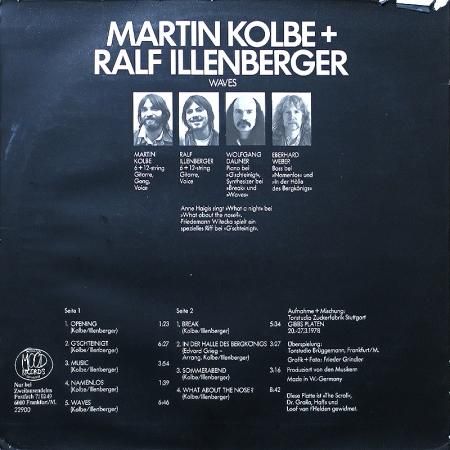 MARTIN KOLBE +
RALF ILLENBERGER
WAVES
MARTIN
KOLBE
6+12-string
Gitarre,
Gong,
Voice
RALF
ILLENBERGER
6+12-string
Gitarre,
Voice
WOLFGANG
DAUNER
Piano bei
»G'schteinigt«,
Synthesizer bei
»Break« und
»Waves«
EBERHARD
WEBER
Bass bei
»Namenlos« und
»In der Hölle
des Bergkönigs«
Anne Haigis singt »What a night« bei
»What about the nose?«.
Friedemann Witecka spielt ein
spezielles Riff bei »G'schteinigt«.
Seite 1
1. OPENING 1:23
(Kolbe/Illenberger)
2. G'SCHTEINIGT 6:27
(Kolbe/Illenberger)
3. MUSIC 3:54
(Kolbe/Illenberger)
4. NAMENLOS 1:39
(Kolbe/Illenberger)
5. WAVES 6:46
(Kolbe/Illenberger)
Seite 2
1. BREAK 5:34
(Kolbe/Illenberger)
2. IN DER HALLE DES BERGKÖNIGS 3:27
(Edvard Grieg –
Arrang. Kolbe/Illenberger)
3. SOMMERABEND 3:16
(Kolbe/Illenberger)
4. WHAT ABOUT THE NOSE? 8:42
(Kolbe/Illenberger)
Aufnahme + Mischung:
Tonstudio Zuckerfabrik Stuttgart
GIBBS PLATEN
20.-27.3.1978
Überspielung:
Tonstudio Brüggemann, Frankfurt/M.
Grafik + Foto: Frieder Grindler
Produziert von den Musikern
Made in W.-Germany
Diese Platte ist »The Scroll«,
Dr. Gralla, Haffs und
Loof von F'Helden gewidmet.
MOOD
RECORDS
Nur bei
Zweitausendeins
Postfach
6000 Frankfurt/M.
22900